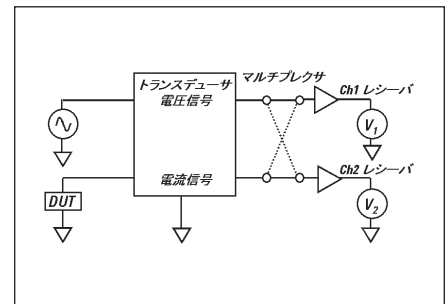 トランスデューサ
電圧信号
マルチプレクサ
Ch1 レシーバ
V1
電流信号
Ch2 レシーバ
DUT
V2